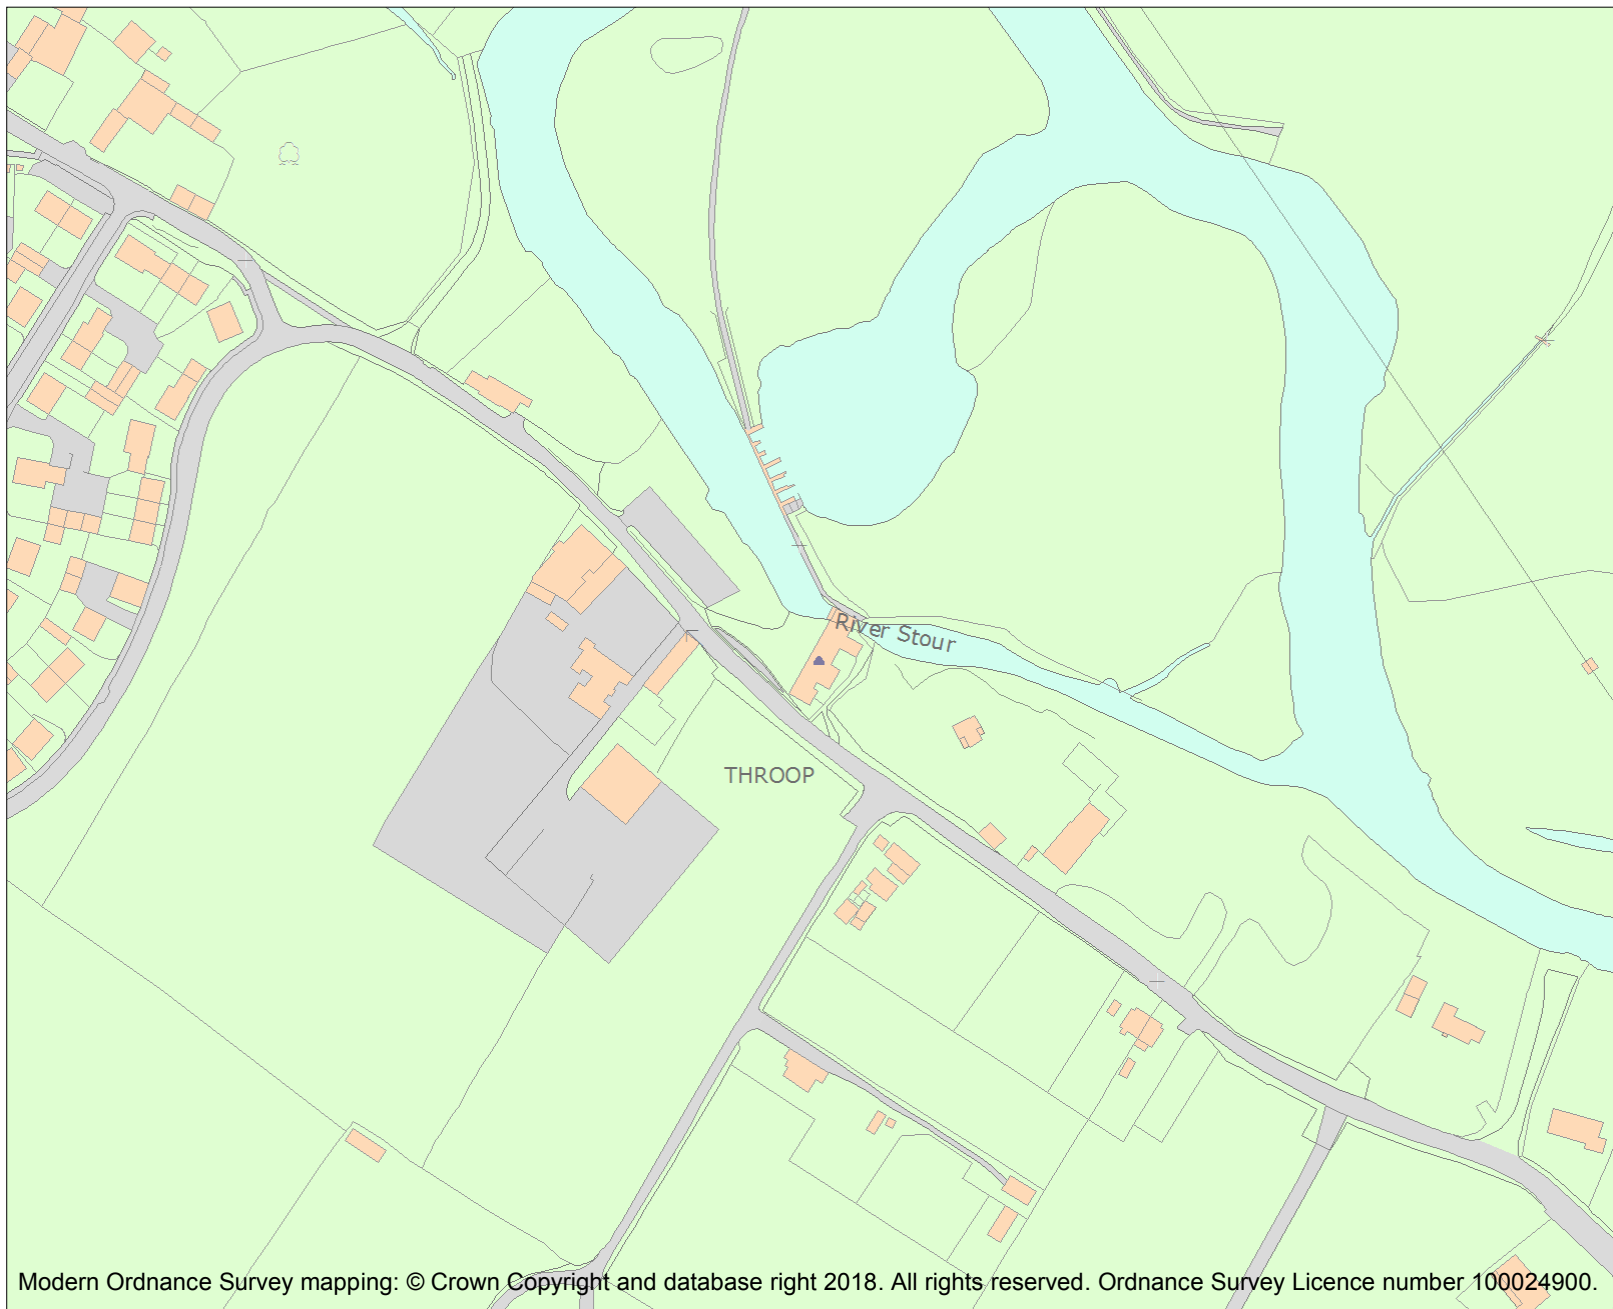 River Stour
THROOP
Modern Ordnance Survey mapping: © Crown Copyright and database right 2018. All rights reserved. Ordnance Survey Licence number 100024900.